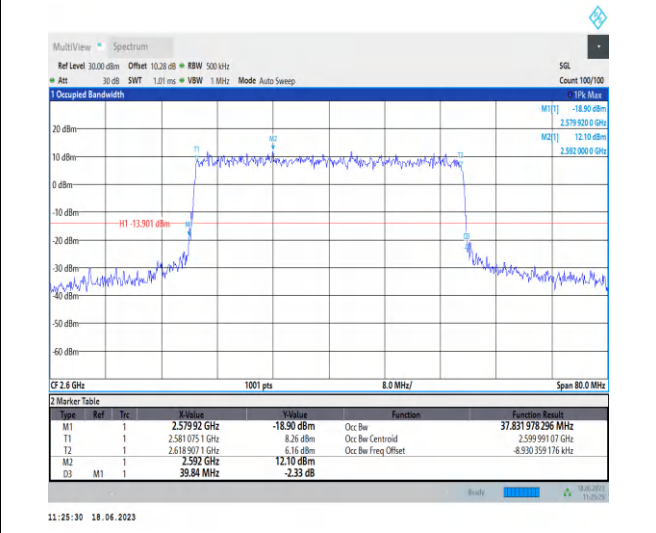 MultiView Spectrum
Ref Level 30.00 dBm Offset 10.28 dB RBW 500 kHz SGL
Att 30 dB SWT 1.01 ms VBW 1 MHz Mode Auto Sweep Count 100/100
1 Occupied Bandwidth 1Pk Max
M1[1] -18.90 dBm
2.579 920 0 GHz
20 dBm M2[1] 12.10 dBm
M2
2.592 000 0 GHz
T1 T2
10 dBm
0 dBm
-10 dBm
H1 -13.901 dBm M1
-20 dBm D3
-30 dBm
-40 dBm
-50 dBm
-60 dBm
CF 2.6 GHz 1001 pts 8.0 MHz/ Span 80.0 MHz
2 Marker Table
Type Ref Trc X-Value Y-Value Function Function Result
M1 1 2.579 92 GHz -18.90 dBm Occ Bw 37.831 978 296 MHz
T1 1 2.581 075 1 GHz 8.26 dBm Occ Bw Centroid 2.599 991 07 GHz
T2 1 2.618 907 1 GHz 6.16 dBm Occ Bw Freq Offset -8.930 359 176 kHz
M2 1 2.592 GHz 12.10 dBm
D3 M1 1 39.84 MHz -2.33 dB
Ready 18.06.2023
11:25:29
11:25:30 18.06.2023